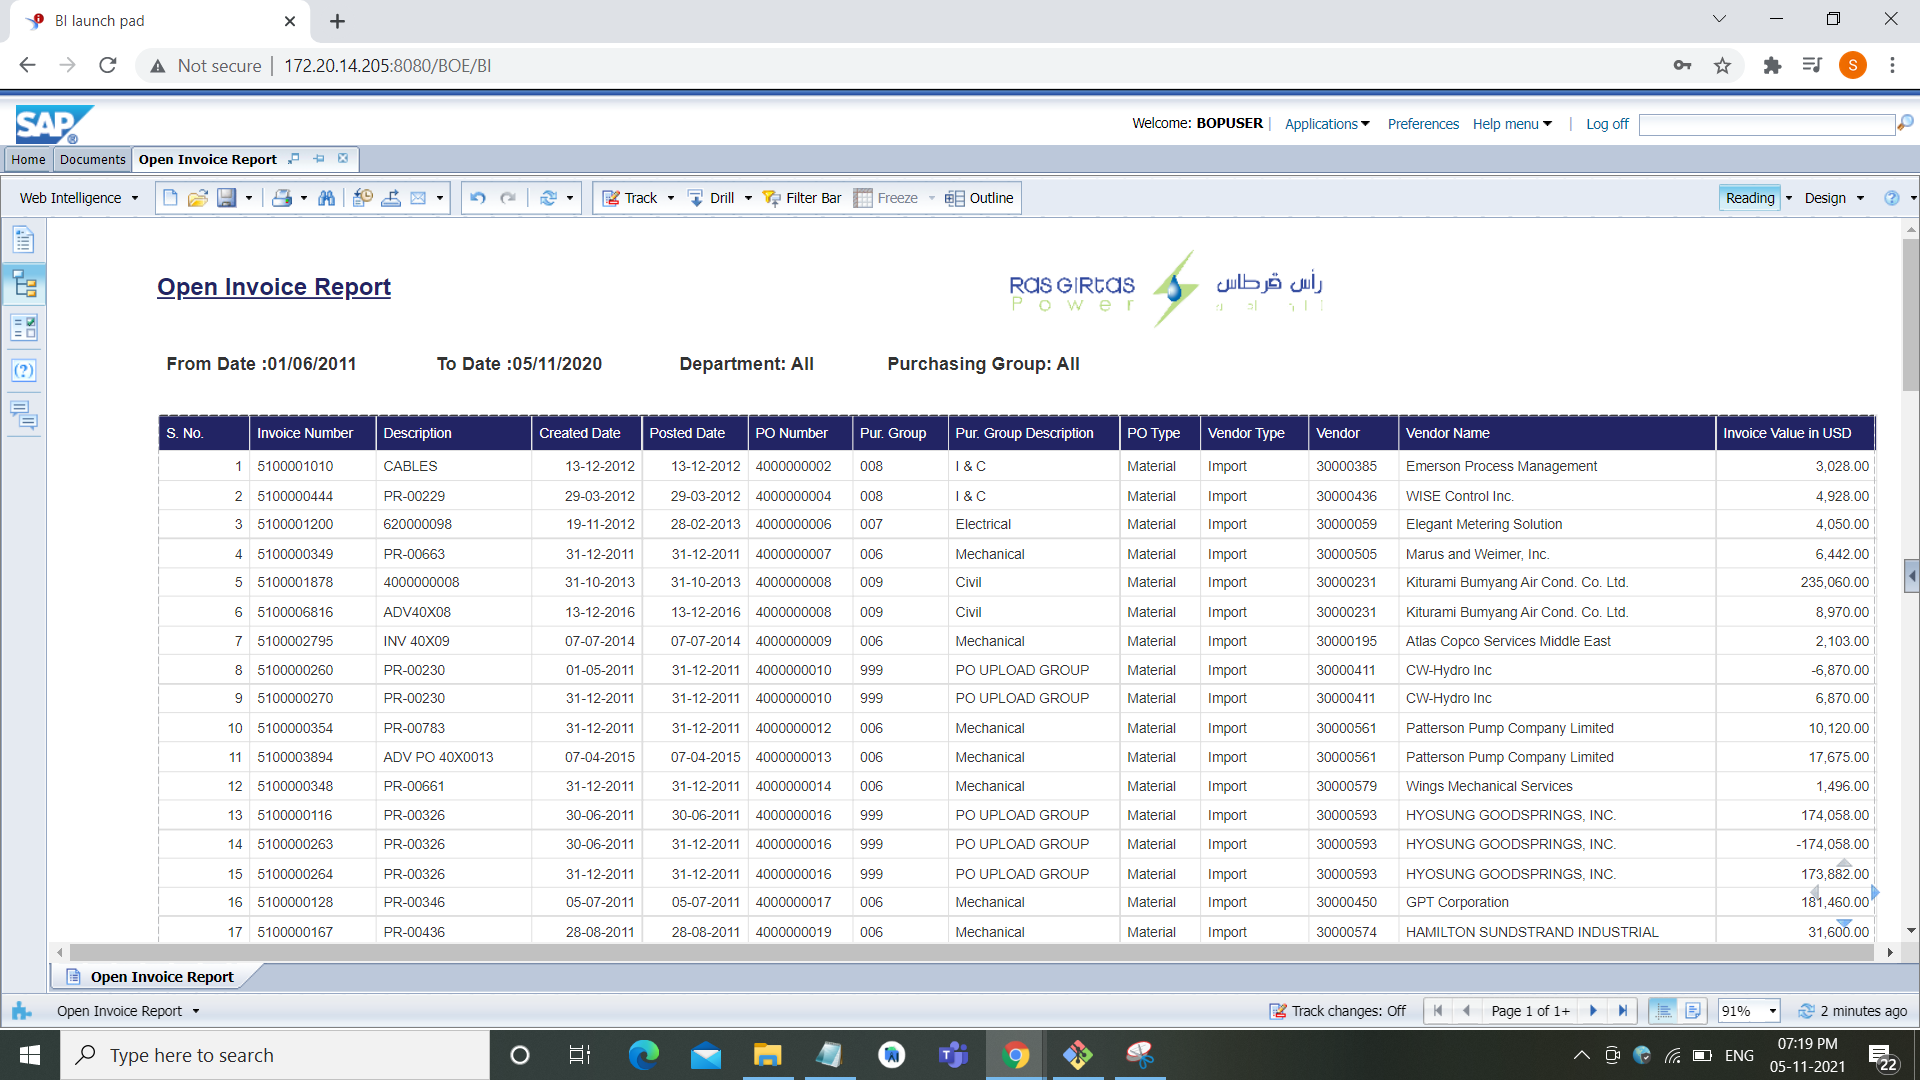 BI launch pad
Not secure | 172.20.14.205:8080/BOE/BI
S
SAP
Welcome: BOPUSER | Applications Preferences Help menu | Log off
Home Documents Open Invoice Report
Web Intelligence Track Drill Filter Bar Freeze Outline Reading Design
Open Invoice Report
Ras Girtas رأس قرطاس
Power
From Date :01/06/2011 To Date :05/11/2020 Department: All Purchasing Group: All
S. No. Invoice Number Description Created Date Posted Date PO Number Pur. Group Pur. Group Description PO Type Vendor Type Vendor Vendor Name Invoice Value in USD
1 5100001010 CABLES 13-12-2012 13-12-2012 4000000002 008 I & C Material Import 30000385 Emerson Process Management 3,028.00
2 5100000444 PR-00229 29-03-2012 29-03-2012 4000000004 008 I & C Material Import 30000436 WISE Control Inc. 4,928.00
3 5100001200 620000098 19-11-2012 28-02-2013 4000000006 007 Electrical Material Import 30000059 Elegant Metering Solution 4,050.00
4 5100000349 PR-00663 31-12-2011 31-12-2011 4000000007 006 Mechanical Material Import 30000505 Marus and Weimer, Inc. 6,442.00
5 5100001878 4000000008 31-10-2013 31-10-2013 4000000008 009 Civil Material Import 30000231 Kiturami Bumyang Air Cond. Co. Ltd. 235,060.00
6 5100006816 ADV40X08 13-12-2016 13-12-2016 4000000008 009 Civil Material Import 30000231 Kiturami Bumyang Air Cond. Co. Ltd. 8,970.00
7 5100002795 INV 40X09 07-07-2014 07-07-2014 4000000009 006 Mechanical Material Import 30000195 Atlas Copco Services Middle East 2,103.00
8 5100000260 PR-00230 01-05-2011 31-12-2011 4000000010 999 PO UPLOAD GROUP Material Import 30000411 CW-Hydro Inc -6,870.00
9 5100000270 PR-00230 31-12-2011 31-12-2011 4000000010 999 PO UPLOAD GROUP Material Import 30000411 CW-Hydro Inc 6,870.00
10 5100000354 PR-00783 31-12-2011 31-12-2011 4000000012 006 Mechanical Material Import 30000561 Patterson Pump Company Limited 10,120.00
11 5100003894 ADV PO 40X0013 07-04-2015 07-04-2015 4000000013 006 Mechanical Material Import 30000561 Patterson Pump Company Limited 17,675.00
12 5100000348 PR-00661 31-12-2011 31-12-2011 4000000014 006 Mechanical Material Import 30000579 Wings Mechanical Services 1,496.00
13 5100000116 PR-00326 30-06-2011 30-06-2011 4000000016 999 PO UPLOAD GROUP Material Import 30000593 HYOSUNG GOODSPRINGS, INC. 174,058.00
14 5100000263 PR-00326 30-06-2011 31-12-2011 4000000016 999 PO UPLOAD GROUP Material Import 30000593 HYOSUNG GOODSPRINGS, INC. -174,058.00
15 5100000264 PR-00326 31-12-2011 31-12-2011 4000000016 999 PO UPLOAD GROUP Material Import 30000593 HYOSUNG GOODSPRINGS, INC. 173,882.00
16 5100000128 PR-00346 05-07-2011 05-07-2011 4000000017 006 Mechanical Material Import 30000450 GPT Corporation 181,460.00
17 5100000167 PR-00436 28-08-2011 28-08-2011 4000000019 006 Mechanical Material Import 30000574 HAMILTON SUNDSTRAND INDUSTRIAL 31,600.00
Open Invoice Report
Open Invoice Report Track changes: Off Page 1 of 1+ 91% 2 minutes ago
Type here to search
ENG 07:19 PM
05-11-2021 22